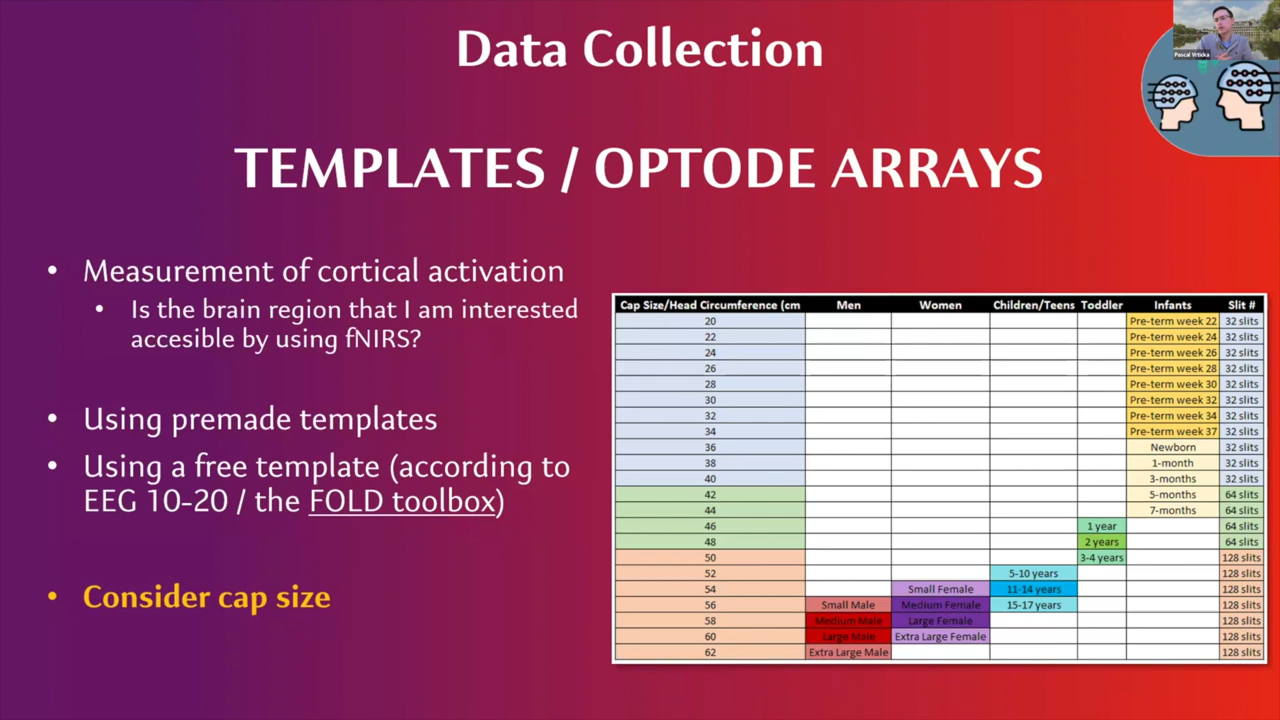 Data Collection
Pascal Vrticka
TEMPLATES / OPTODE ARRAYS
• Measurement of cortical activation
• Is the brain region that I am interested
accesible by using fNIRS?
• Using premade templates
• Using a free template (according to
EEG 10-20 / the FOLD toolbox)
• Consider cap size
Cap Size/Head Circumference (cm Men Women Children/Teens Toddler Infants Slit #
20 Pre-term week 22 32 slits
22 Pre-term week 24 32 slits
24 Pre-term week 26 32 slits
26 Pre-term week 28 32 slits
28 Pre-term week 30 32 slits
30 Pre-term week 32 32 slits
32 Pre-term week 34 32 slits
34 Pre-term week 37 32 slits
36 Newborn 32 slits
38 1-month 32 slits
40 3-months 32 slits
42 5-months 64 slits
44 7-months 64 slits
46 1 year 64 slits
48 2 years 64 slits
50 3-4 years 128 slits
52 5-10 years 128 slits
54 Small Female 11-14 years 128 slits
56 Small Male Medium Female 15-17 years 128 slits
58 Medium Male Large Female 128 slits
60 Large Male Extra Large Female 128 slits
62 Extra Large Male 128 slits